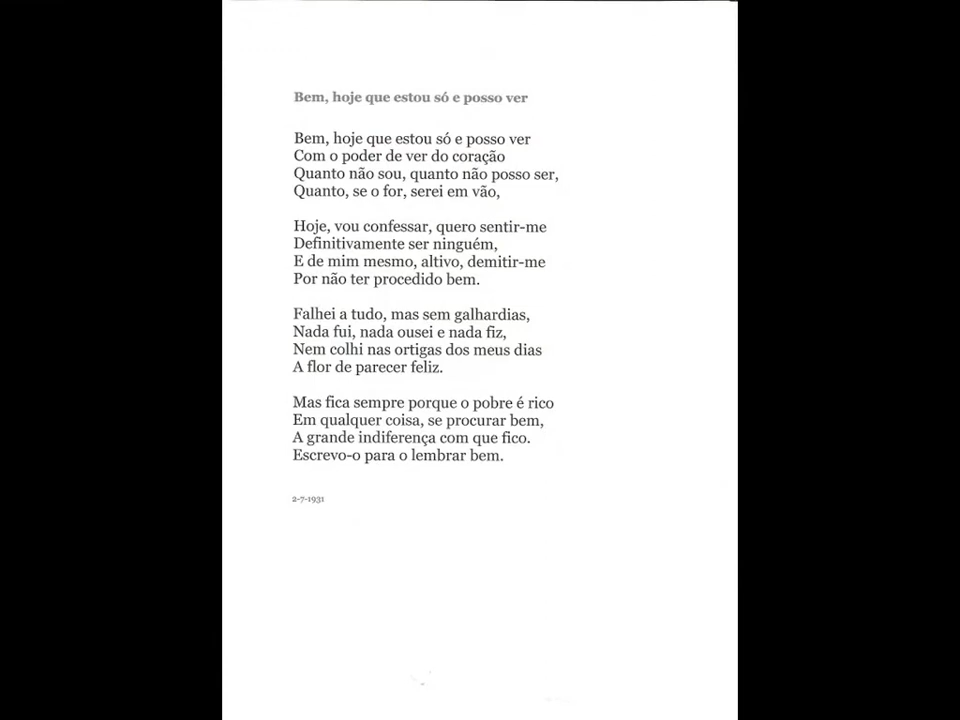 Bem, hoje que estou só e posso ver
Bem, hoje que estou só e posso ver
Com o poder de ver do coração
Quanto não sou, quanto não posso ser,
Quanto, se o for, serei em vão,
Hoje, vou confessar, quero sentir-me
Definitivamente ser ninguém,
E de mim mesmo, altivo, demitir-me
Por não ter procedido bem.
Falhei a tudo, mas sem galhardias,
Nada fui, nada ousei e nada fiz,
Nem colhi nas ortigas dos meus dias
A flor de parecer feliz.
Mas fica sempre porque o pobre é rico
Em qualquer coisa, se procurar bem,
A grande indiferença com que fico.
Escrevo-o para o lembrar bem.
2-7-1931